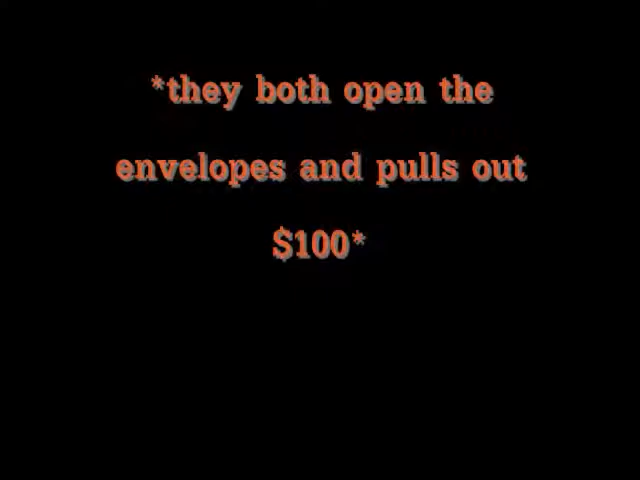 *they both open the
envelopes and pulls out
$100*